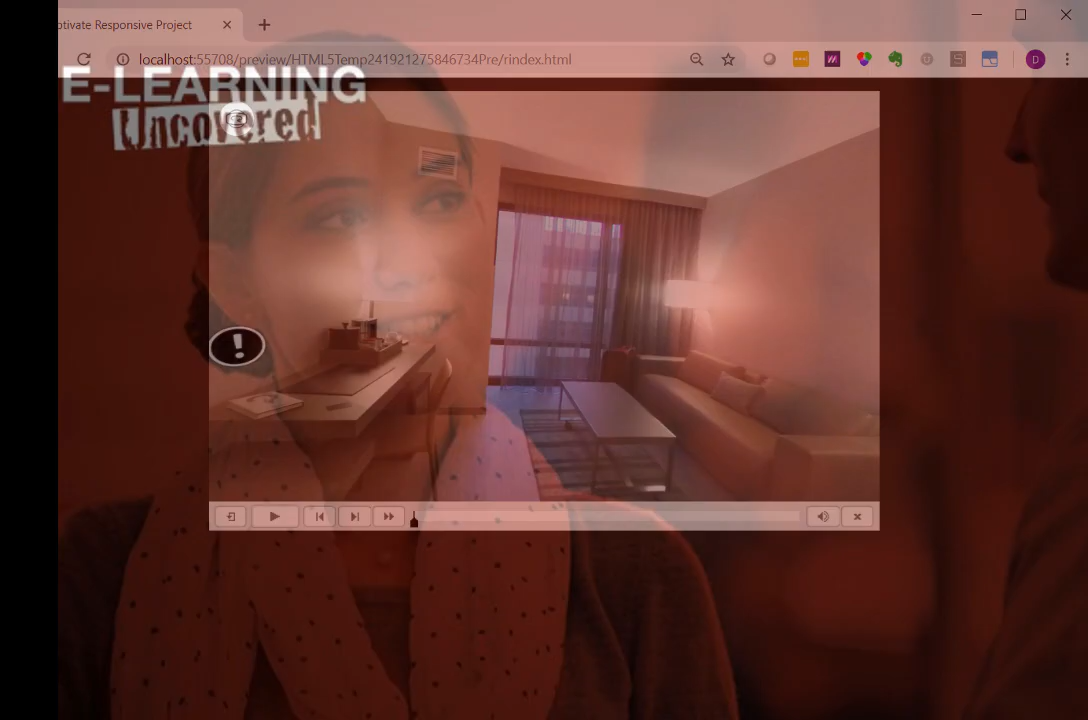 ptivate Responsive Project
localhost:55708/preview/HTML5Temp241921275846734Pre/rindex.html
D
S
E-LEARNING
Uncovered
!